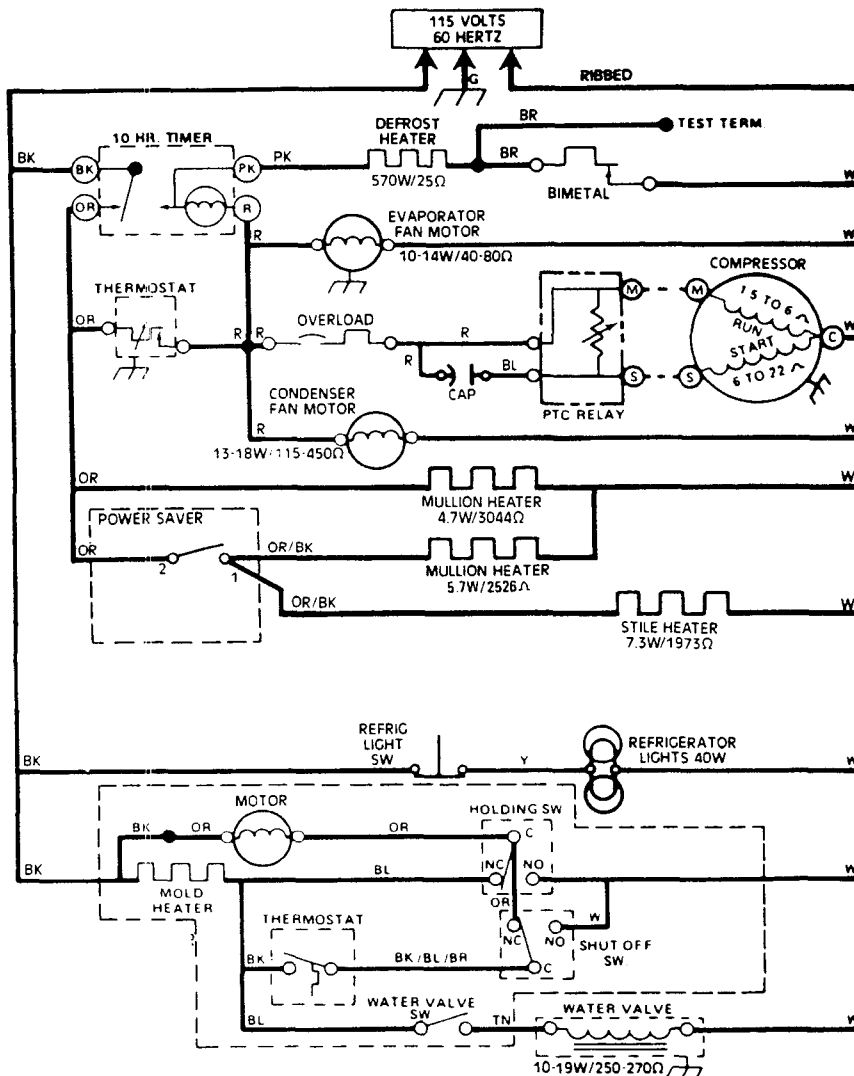 115 VOLTS
60 HERTZ
G
RIBBED
BR
TEST TERM.
10 HR. TIMER
DEFROST
HEATER
BK
BK
PK
PK
BR
W
570W/25Ω
BIMETAL
OR
R
EVAPORATOR
FAN MOTOR
R
W
10-14W/40-80Ω
COMPRESSOR
THERMOSTAT
M
M
1.5 TO 6
OR
R
R
OVERLOAD
R
RUN
START
C
W
R
BL
CAP
S
S
6 TO 22
CONDENSER
FAN MOTOR
PTC RELAY
R
W
13-18W/115-450Ω
OR
W
MULLION HEATER
4.7W/3044Ω
POWER SAVER
OR
2
1
OR/BK
MULLION HEATER
5.7W/2526Ω
OR/BK
W
STILE HEATER
7.3W/1973Ω
REFRIG
LIGHT
SW
BK
Y
REFRIGERATOR
LIGHTS 40W
W
MOTOR
HOLDING SW
BK
OR
OR
C
BK
BL
NC
NO
W
MOLD
HEATER
OR
W
THERMOSTAT
NC
NO
SHUT OFF
SW.
BK
BK/BL/BR
C
WATER VALVE
SW
WATER VALVE
BL
TN
W
10-19W/250-270Ω